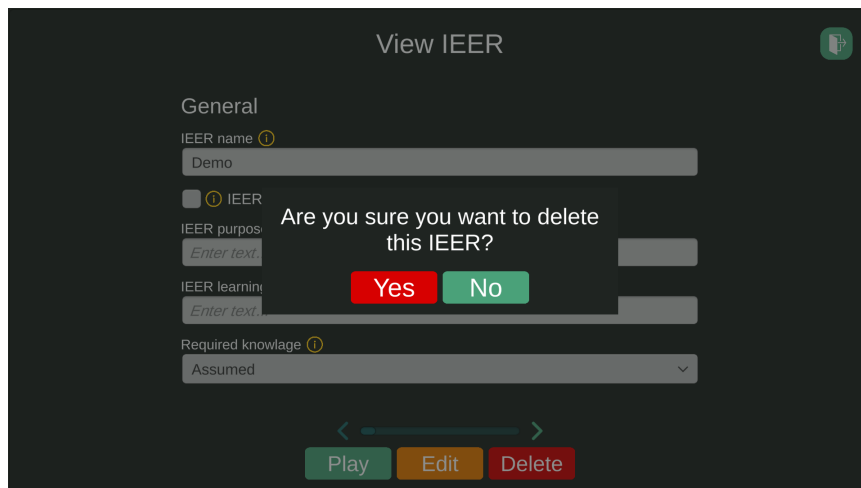 View IEER
General
IEER name
Demo
IEER
Are you sure you want to delete
this IEER?
IEER purpos
Enter text.
Yes No
IEER learning
Enter text...
Required knowlage
Assumed
Play Edit Delete